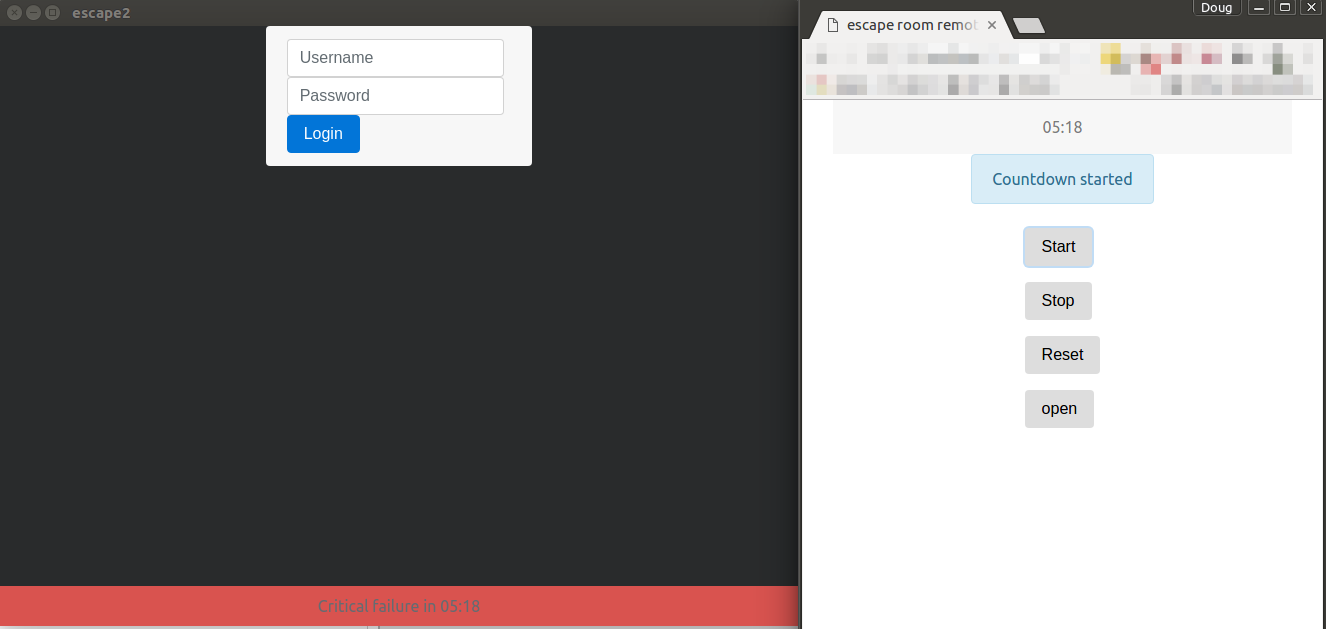 escape2
Username
Password
Login
Critical failure in 05:18
Doug
escape room remot
05:18
Countdown started
Start
Stop
Reset
open